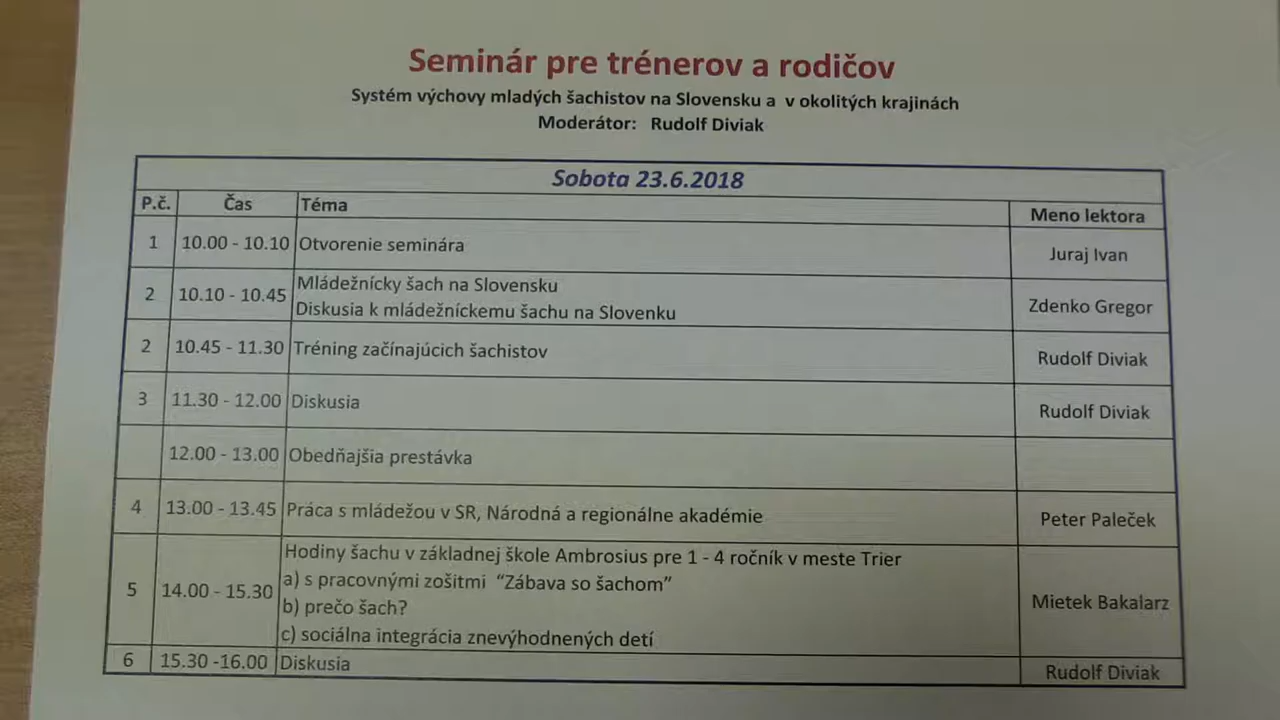 Seminár pre trénerov a rodičov
Systém výchovy mladých šachistov na Slovensku a v okolitých krajinách
Moderátor: Rudolf Diviak
Sobota 23.6.2018
P.č. Čas Téma Meno lektora
1 10.00 - 10.10 Otvorenie seminára Juraj Ivan
2 10.10 - 10.45 Mládežnícky šach na Slovensku
Diskusia k mládežníckemu šachu na Slovenku Zdenko Gregor
2 10.45 - 11.30 Tréning začínajúcich šachistov Rudolf Diviak
3 11.30 - 12.00 Diskusia Rudolf Diviak
12.00 - 13.00 Obedňajšia prestávka
4 13.00 - 13.45 Práca s mládežou v SR, Národná a regionálne akadémie Peter Paleček
5 14.00 - 15.30 Hodiny šachu v základnej škole Ambrosius pre 1 - 4 ročník v meste Trier
a) s pracovnými zošitmi “Zábava so šachom”
b) prečo šach?
c) sociálna integrácia znevýhodnených detí Mietek Bakalarz
6 15.30 -16.00 Diskusia Rudolf Diviak